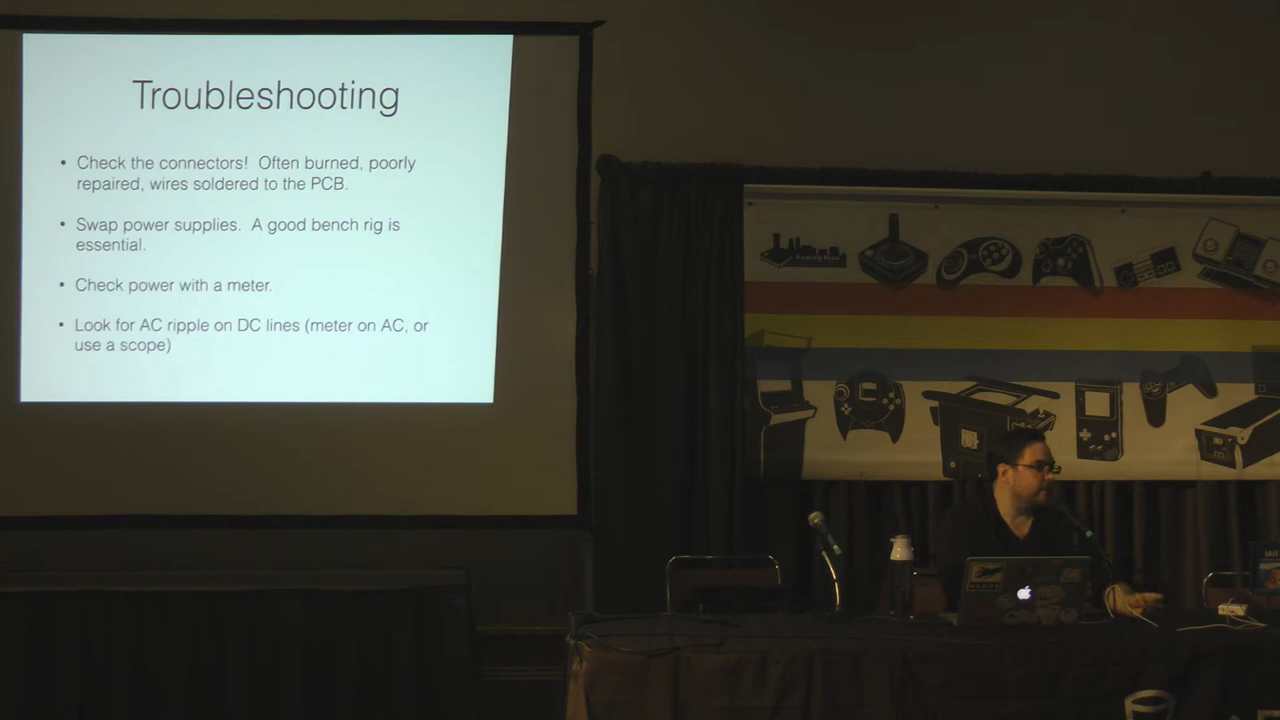 Troubleshooting
• Check the connectors!  Often burned, poorly
repaired, wires soldered to the PCB.
• Swap power supplies.  A good bench rig is
essential.
• Check power with a meter.
• Look for AC ripple on DC lines (meter on AC, or
use a scope)
IAN